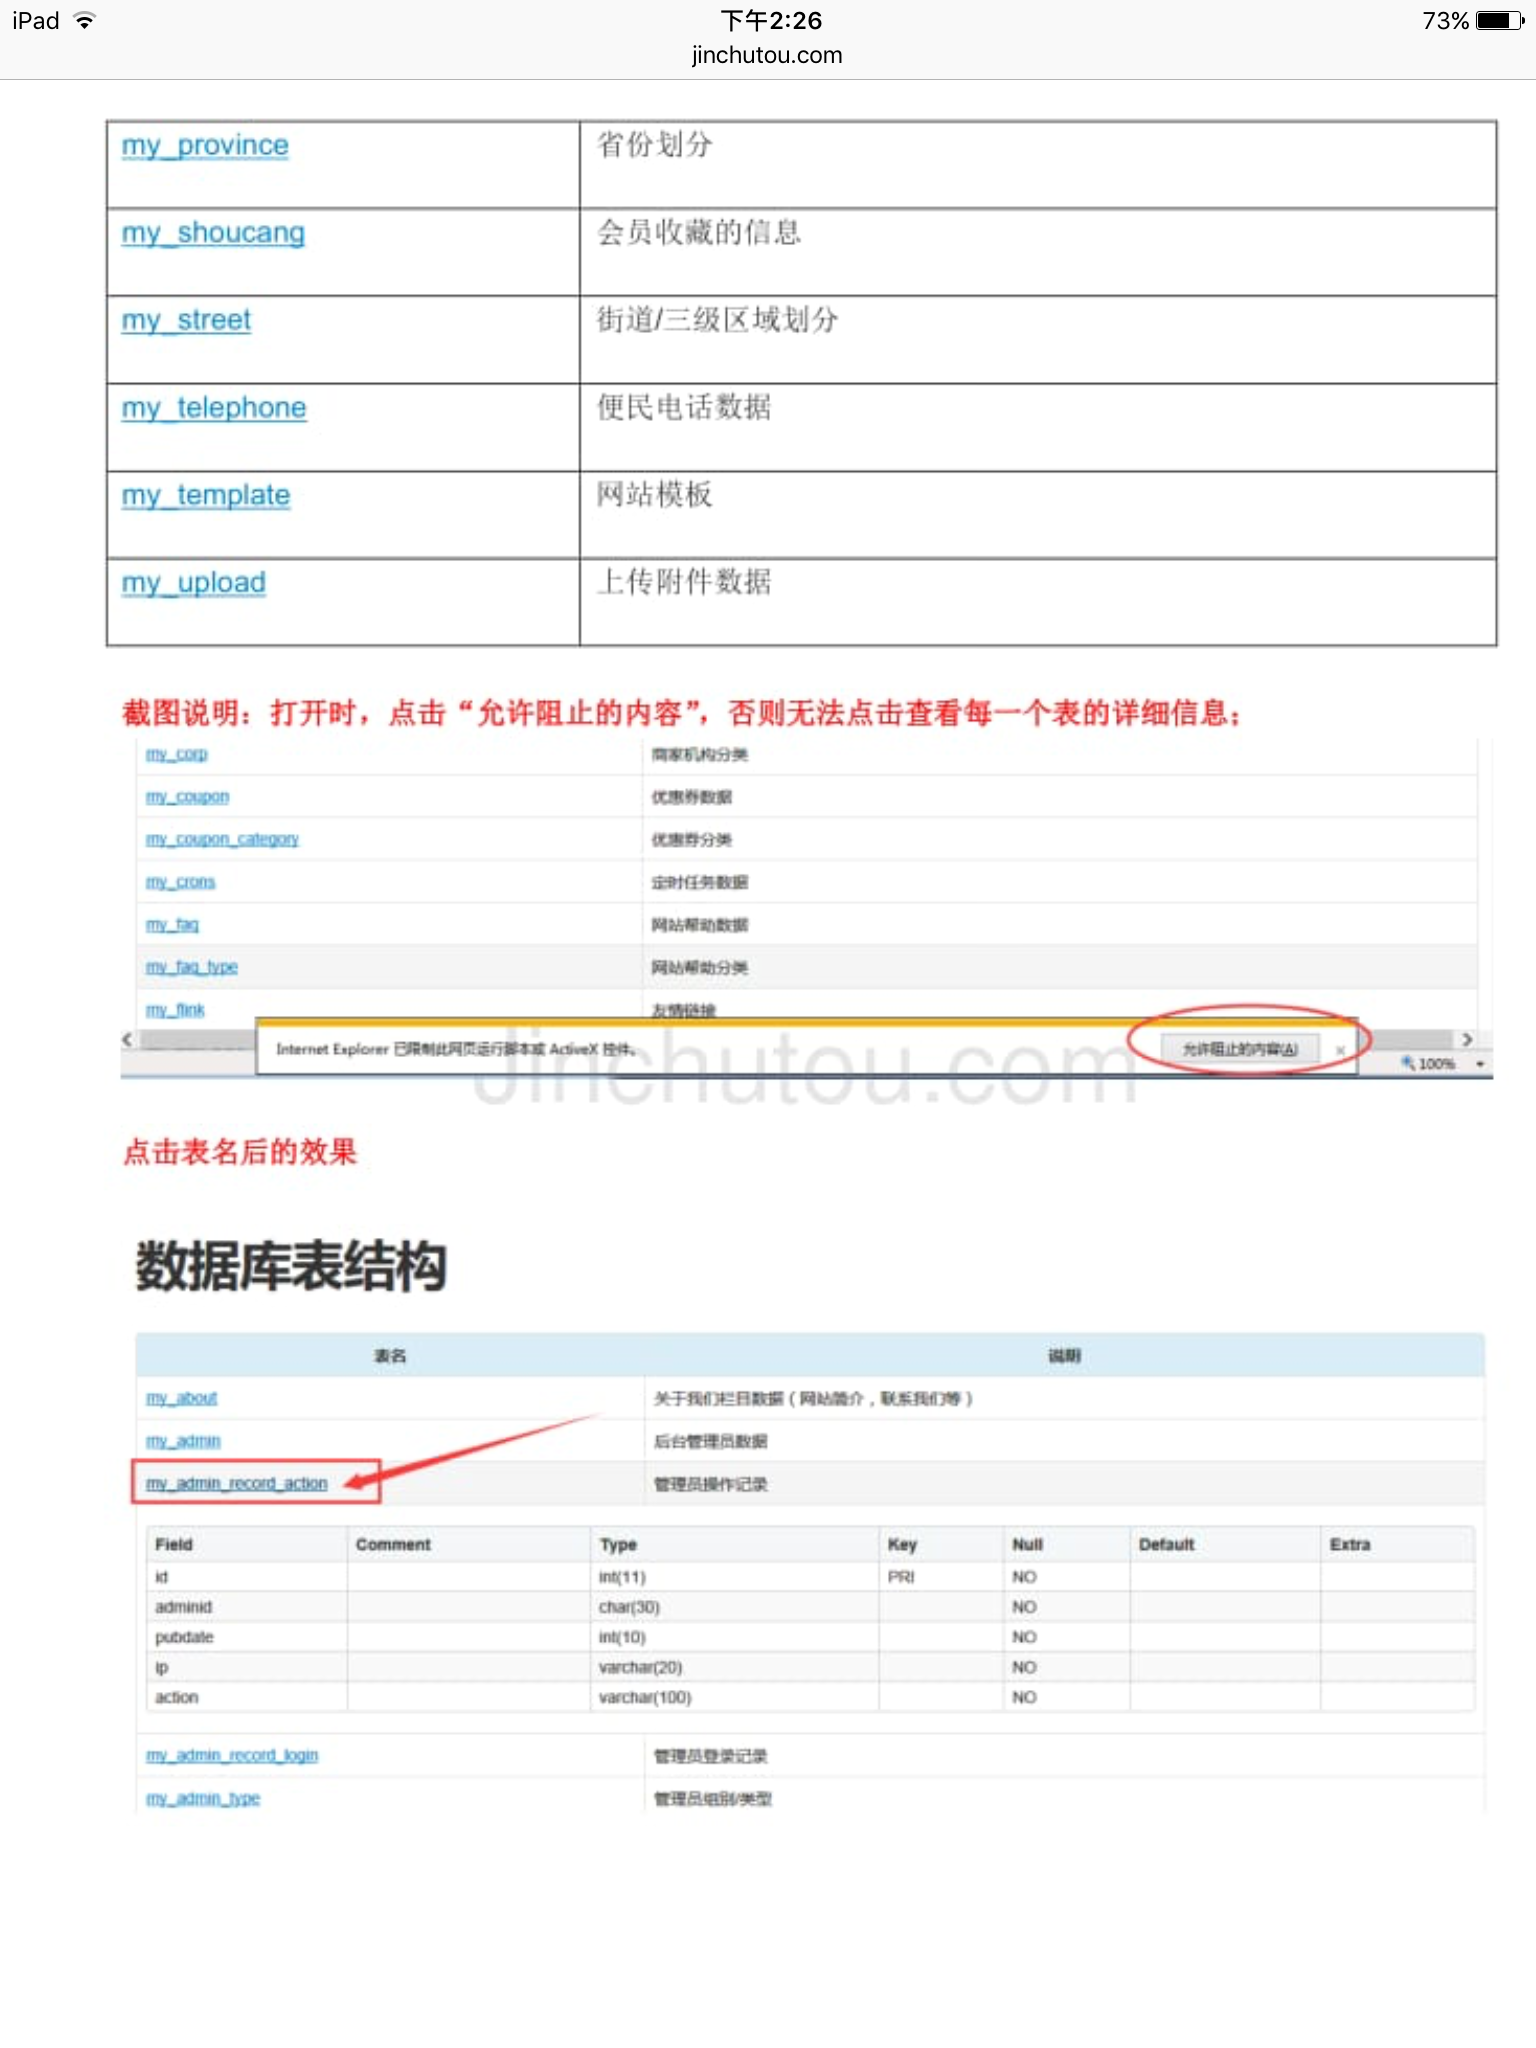 iPad 下午2:26 73%
jinchutou.com
my_province 省份划分
my_shoucang 会员收藏的信息
my_street 街道/三级区域划分
my_telephone 便民电话数据
my_template 网站模板
my_upload 上传附件数据
截图说明：打开时，点击“允许阻止的内容”，否则无法点击查看每一个表的详细信息；
my_corp 商家机构分类
my_coupon 优惠券数据
my_coupon_category 优惠券分类
my_crons 定时任务数据
my_faq 网站帮助数据
my_faq_type 网站帮助分类
my_flink 友情链接
Internet Explorer 已限制此网页运行脚本或 ActiveX 控件。 允许阻止的内容(A) ×
100%
Jinchutou.com
点击表名后的效果
数据库表结构
表名 说明
my_about 关于我们栏目数据（网站简介，联系我们等）
my_admin 后台管理员数据
my_admin_record_action 管理员操作记录
Field Comment Type Key Null Default Extra
id int(11) PRI NO
adminid char(30) NO
pubdate int(10) NO
ip varchar(20) NO
action varchar(100) NO
my_admin_record_login 管理员登录记录
my_admin_type 管理员组别/类型